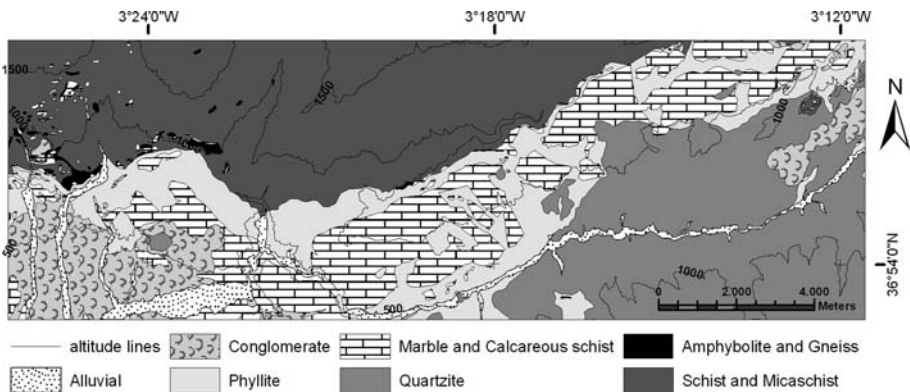 3°24'0"W 3°18'0"W 3°12'0"W
1500
1500
1000
1000
N
500
36°54'0"N
1000
500
0 2.000 4.000
Meters
altitude lines Conglomerate Marble and Calcareous schist Amphybolite and Gneiss
Alluvial Phyllite Quartzite Schist and Micaschist